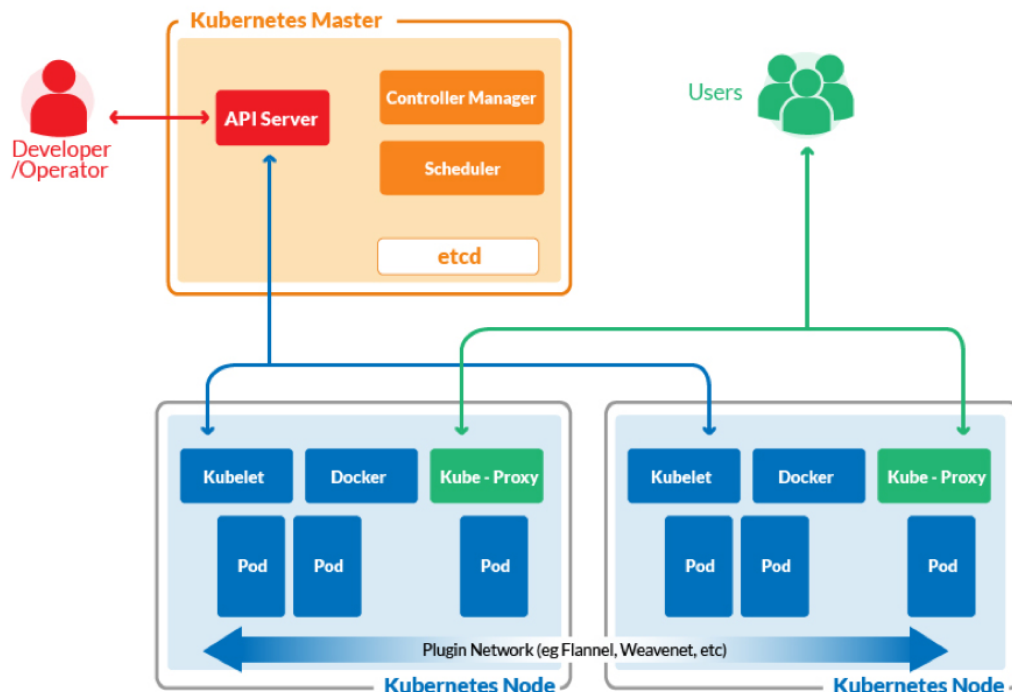 Kubernetes Master
API Server
Controller Manager
Scheduler
etcd
Developer
/Operator
Users
Kubelet
Docker
Kube - Proxy
Pod
Pod
Pod
Kubelet
Docker
Kube - Proxy
Pod
Pod
Pod
Plugin Network (eg Flannel, Weavenet, etc)
Kubernetes Node
Kubernetes Node